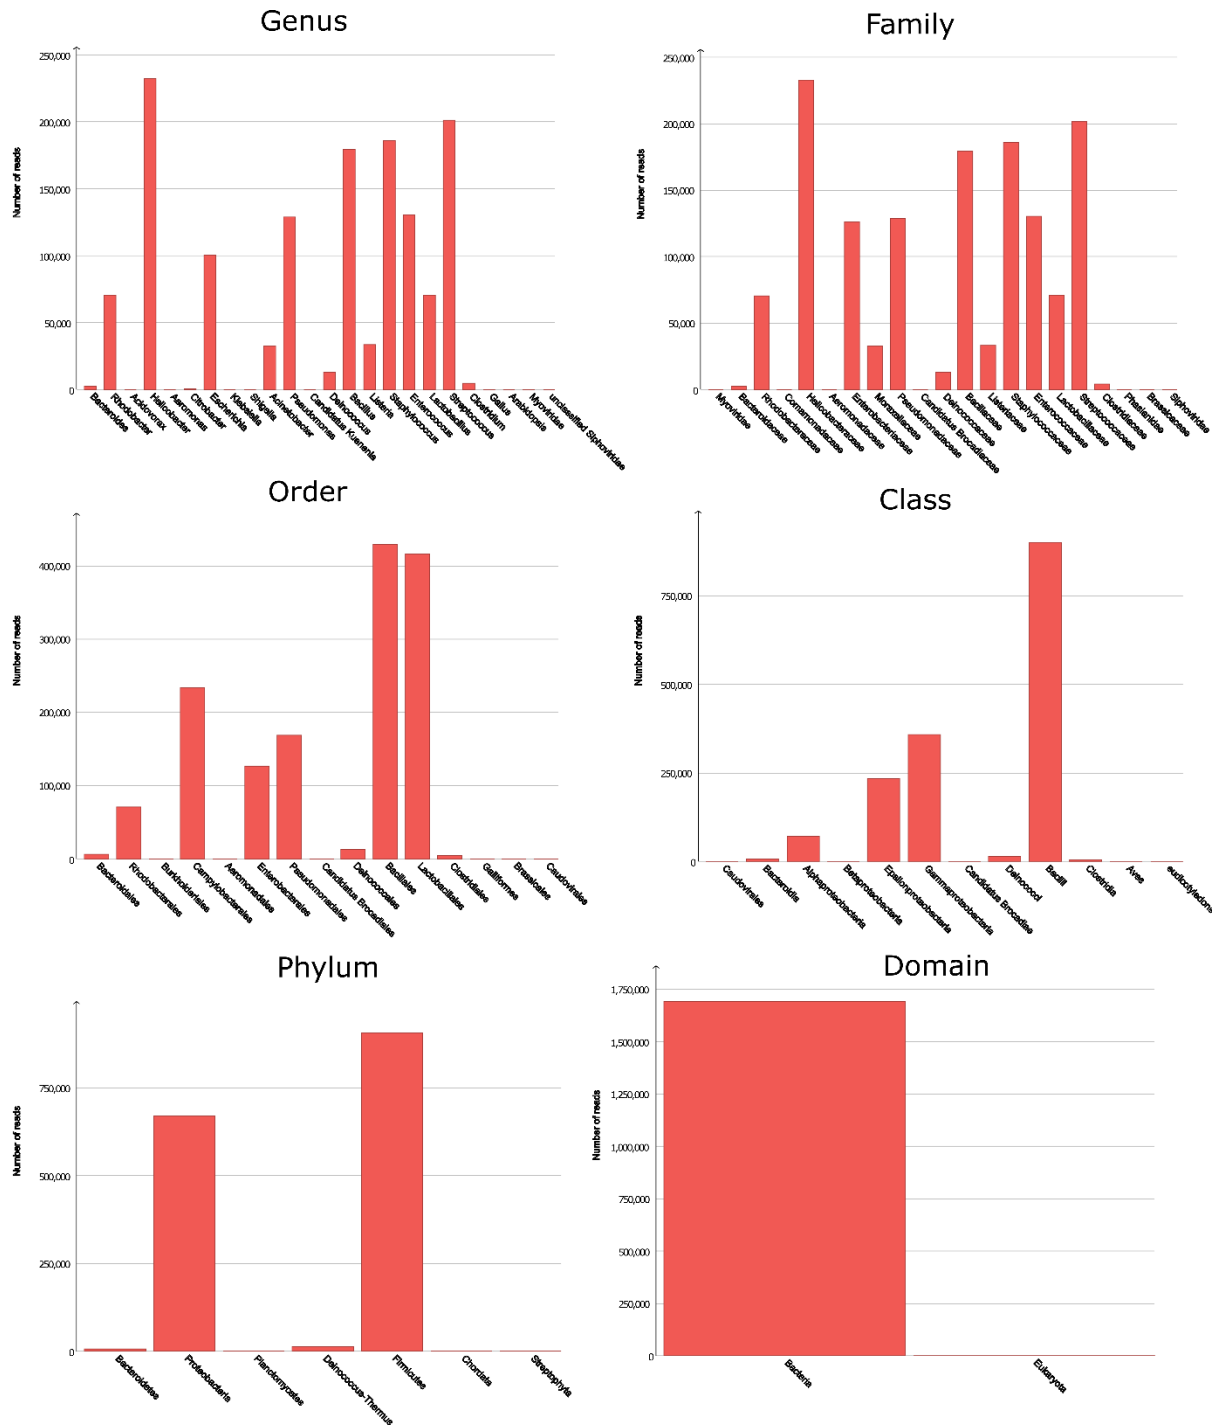 Genus
250,000
200,000
150,000
100,000
50,000
0
Number of reads
Bacteroides
Rhodobacter
Acidovorax
Helicobacter
Aeromonas
Citrobacter
Escherichia
Klebsiella
Shigella
Acinetobacter
Pseudomonas
Candidatus Kuenenia
Deinococcus
Bacillus
Listeria
Staphylococcus
Enterococcus
Lactobacillus
Streptococcus
Clostridium
Gallus
Arabidopsis
Myoviridae
unclassified Siphoviridae
Family
250,000
200,000
150,000
100,000
50,000
0
Number of reads
Myoviridae
Bacteroidaceae
Rhodobacteraceae
Comamonadaceae
Helicobacteraceae
Aeromonadaceae
Enterobacteriaceae
Moraxellaceae
Pseudomonadaceae
Candidatus Brocadiaceae
Deinococcaceae
Bacillaceae
Listeriaceae
Staphylococcaceae
Enterococcaceae
Lactobacillaceae
Streptococcaceae
Clostridiaceae
Phasianidae
Brassicaceae
Siphoviridae
Order
400,000
300,000
200,000
100,000
0
Number of reads
Bacteroidales
Rhodobacterales
Burkholderiales
Campylobacterales
Aeromonadales
Enterobacterales
Pseudomonadales
Candidatus Brocadiales
Deinococcales
Bacillales
Lactobacillales
Clostridiales
Galliformes
Brassicales
Caudovirales
Class
750,000
500,000
250,000
0
Number of reads
Caudovirales
Bacteroidia
Alphaproteobacteria
Betaproteobacteria
Epsilonproteobacteria
Gammaproteobacteria
Candidatus Brocadiae
Deinococci
Bacilli
Clostridia
Aves
eudicotyledons
Phylum
750,000
500,000
250,000
0
Number of reads
Bacteroidetes
Proteobacteria
Planctomycetes
Deinococcus-Thermus
Firmicutes
Chordata
Streptophyta
Domain
1,750,000
1,500,000
1,250,000
1,000,000
750,000
500,000
250,000
0
Number of reads
Bacteria
Eukaryota